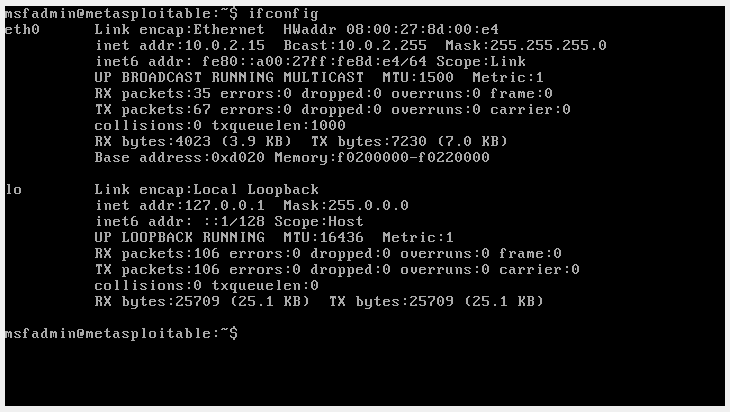 msfadmin@metasploitable:~$ ifconfig
eth0      Link encap:Ethernet  HWaddr 08:00:27:8d:00:e4
          inet addr:10.0.2.15  Bcast:10.0.2.255  Mask:255.255.255.0
          inet6 addr: fe80::a00:27ff:fe8d:e4/64 Scope:Link
          UP BROADCAST RUNNING MULTICAST  MTU:1500  Metric:1
          RX packets:35 errors:0 dropped:0 overruns:0 frame:0
          TX packets:67 errors:0 dropped:0 overruns:0 carrier:0
          collisions:0 txqueuelen:1000
          RX bytes:4023 (3.9 KB)  TX bytes:7230 (7.0 KB)
          Base address:0xd020 Memory:f0200000-f0220000

lo        Link encap:Local Loopback
          inet addr:127.0.0.1  Mask:255.0.0.0
          inet6 addr: ::1/128 Scope:Host
          UP LOOPBACK RUNNING  MTU:16436  Metric:1
          RX packets:106 errors:0 dropped:0 overruns:0 frame:0
          TX packets:106 errors:0 dropped:0 overruns:0 carrier:0
          collisions:0 txqueuelen:0
          RX bytes:25709 (25.1 KB)  TX bytes:25709 (25.1 KB)

msfadmin@metasploitable:~$